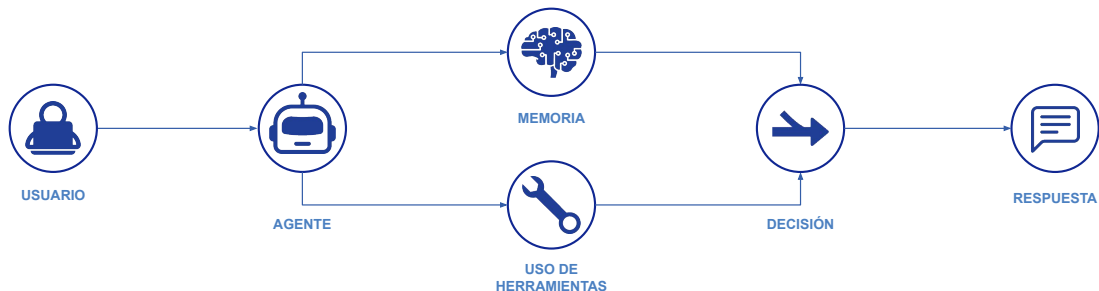 USUARIO
AGENTE
MEMORIA
USO DE
HERRAMIENTAS
DECISIÓN
RESPUESTA